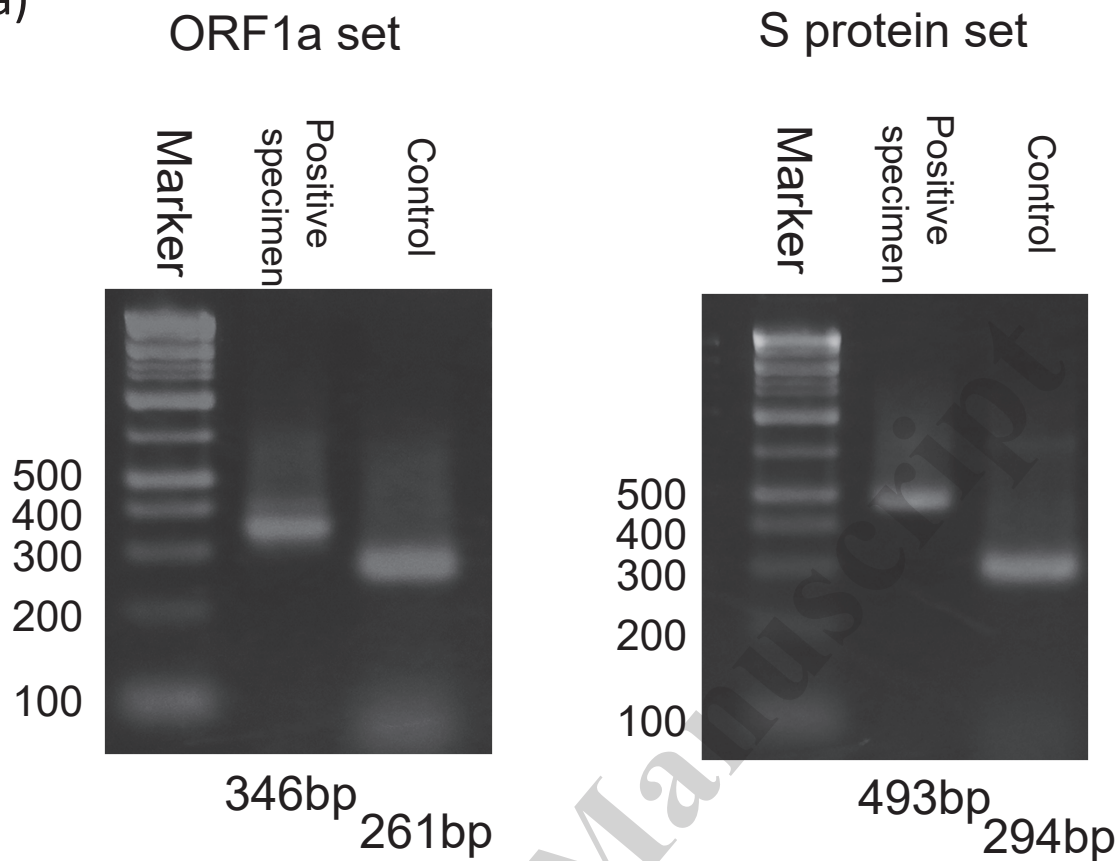 a)
ORF1a set
S protein set
Marker
Positive
specimen
Control
Marker
Positive
specimen
Control
500
400
300
200
100
500
400
300
200
100
346bp
261bp
493bp
294bp
Manuscript